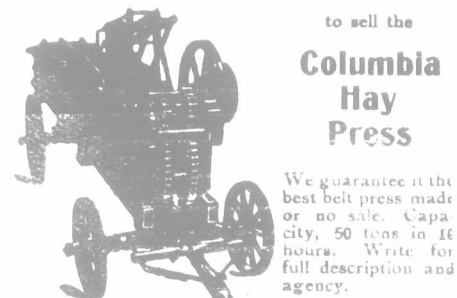 to sell the
Columbia
Hay
Press
We guarantee it the
best belt press made
or no sale. Capa-
city, 50 tons in
hours. Write for
full description and
agency.